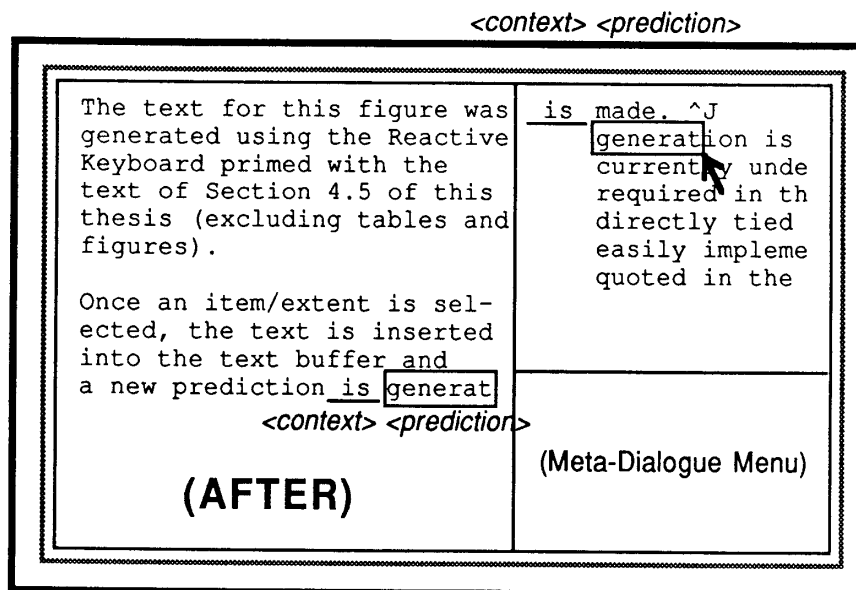 <context> <prediction>
The text for this figure was
generated using the Reactive
Keyboard primed with the
text of Section 4.5 of this
thesis (excluding tables and
figures).
Once an item/extent is sel-
ected, the text is inserted
into the text buffer and
a new prediction is generat
<context> <prediction>
(AFTER)
is made. ^J
generation is
currently unde
required in th
directly tied
easily impleme
quoted in the
(Meta-Dialogue Menu)